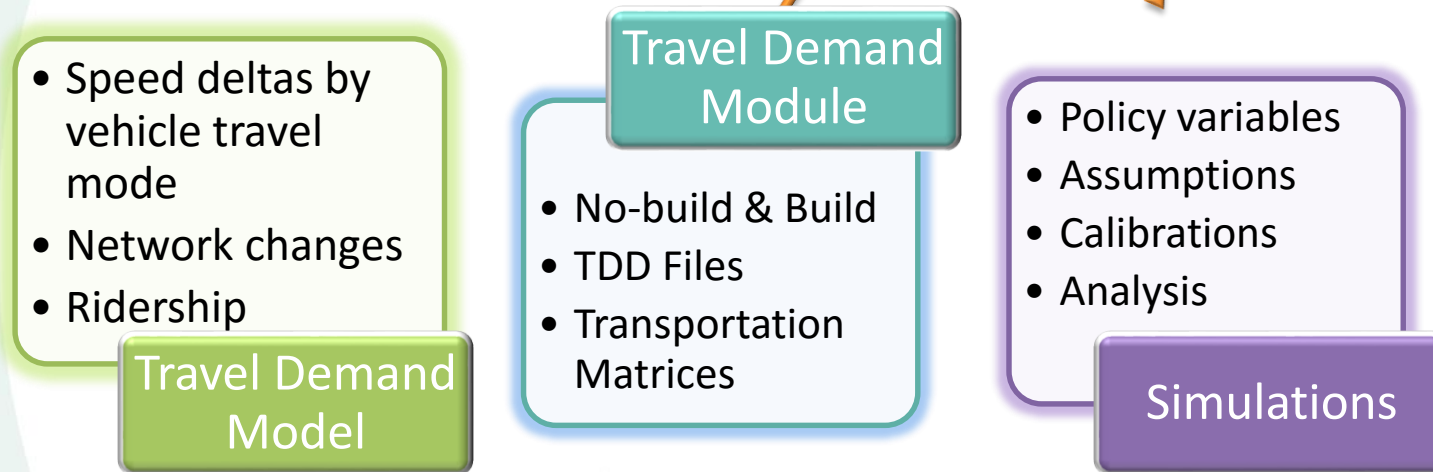 • Speed deltas by
vehicle travel
mode
• Network changes
• Ridership
Travel Demand
Model
Travel Demand
Module
• No-build & Build
• TDD Files
• Transportation
Matrices
• Policy variables
• Assumptions
• Calibrations
• Analysis
Simulations